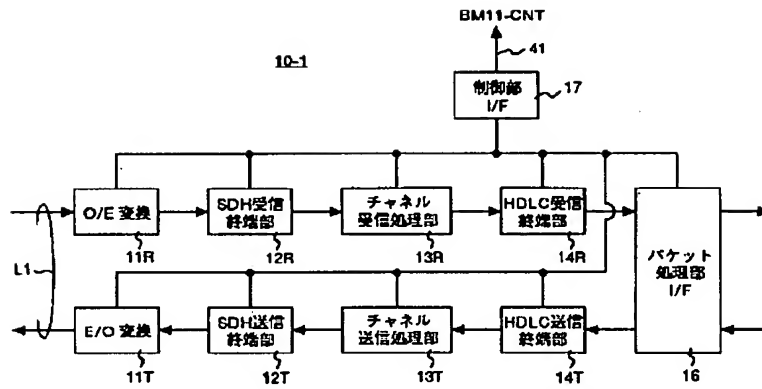 BM11-CNT
41
10-1
制御部
I/F
17
O/E 変換
SDH受信
終端部
チャネル
受信処理部
HDLC受信
終端部
11R
12R
13R
14R
パケット
処理部
I/F
L1
E/O 変換
SDH送信
終端部
チャネル
送信処理部
HDLC送信
終端部
11T
12T
13T
14T
16